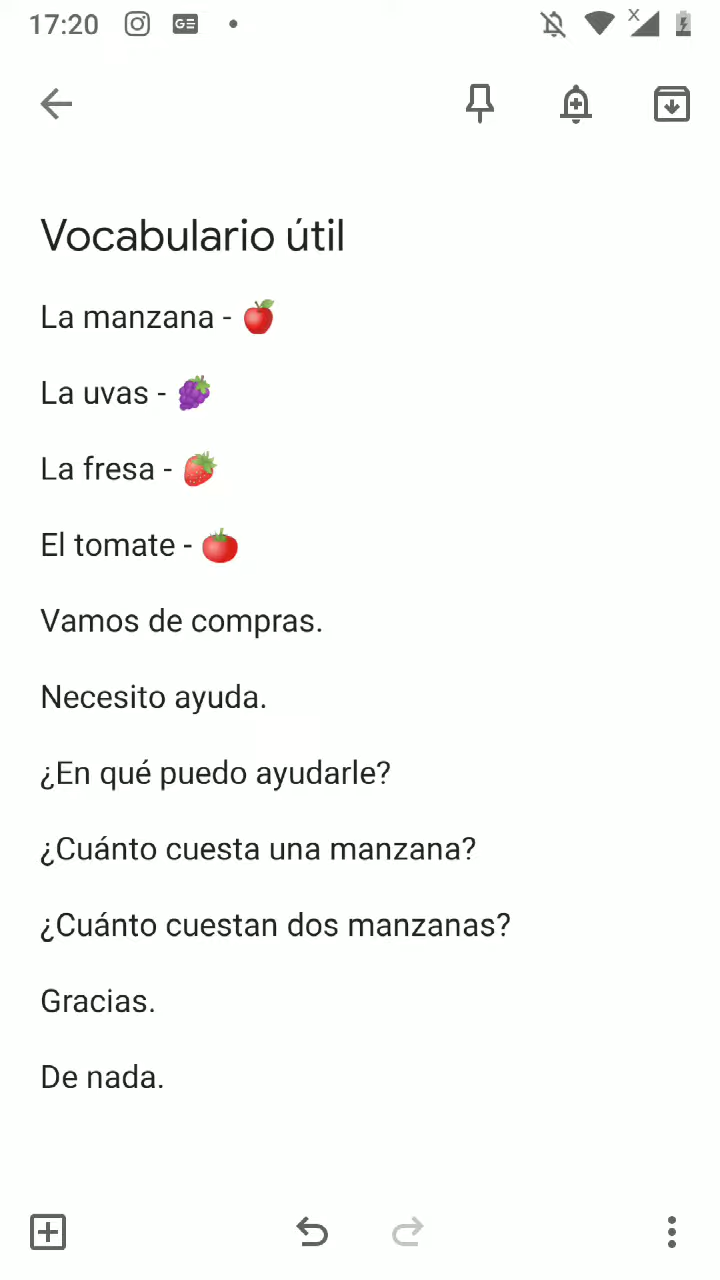 17:20
GE
Vocabulario útil
La manzana - 🍎
La uvas - 🍇
La fresa - 🍓
El tomate - 🍅
Vamos de compras.
Necesito ayuda.
¿En qué puedo ayudarle?
¿Cuánto cuesta una manzana?
¿Cuánto cuestan dos manzanas?
Gracias.
De nada.